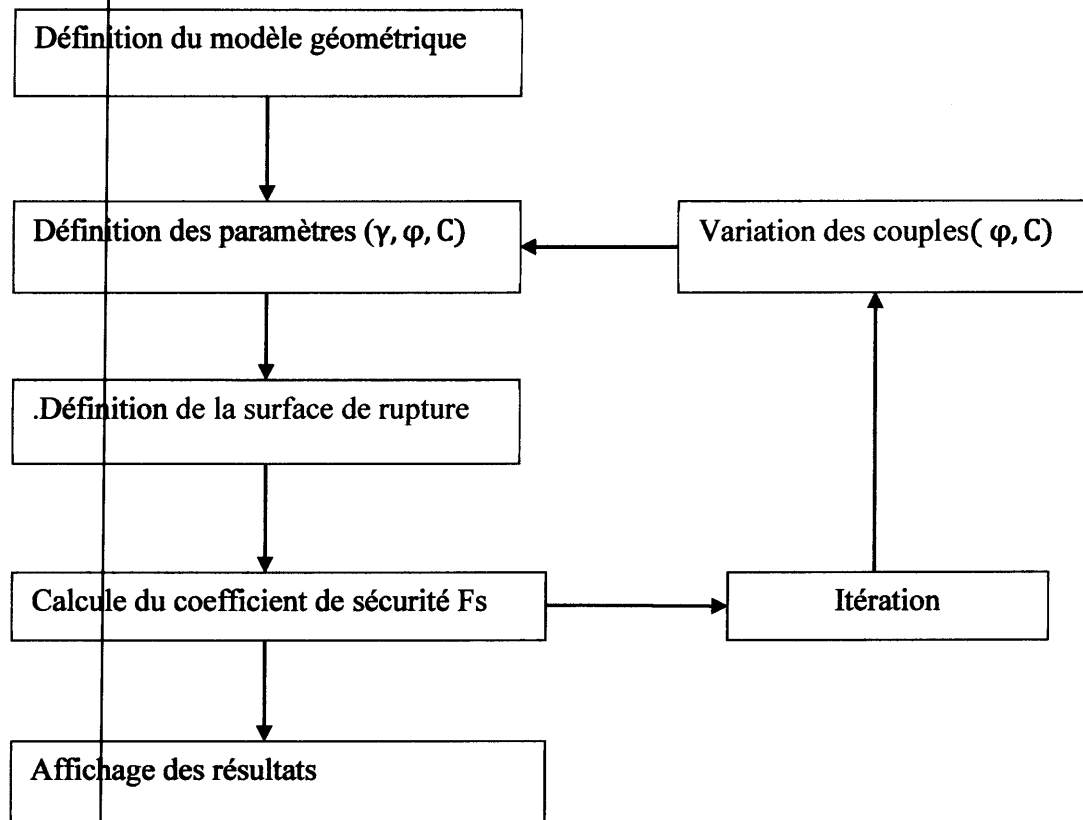 Définition du modèle géométrique
Définition des paramètres (γ, φ, C)
Variation des couples( φ, C)
.Définition de la surface de rupture
Calcule du coefficient de sécurité Fs
Itération
Affichage des résultats